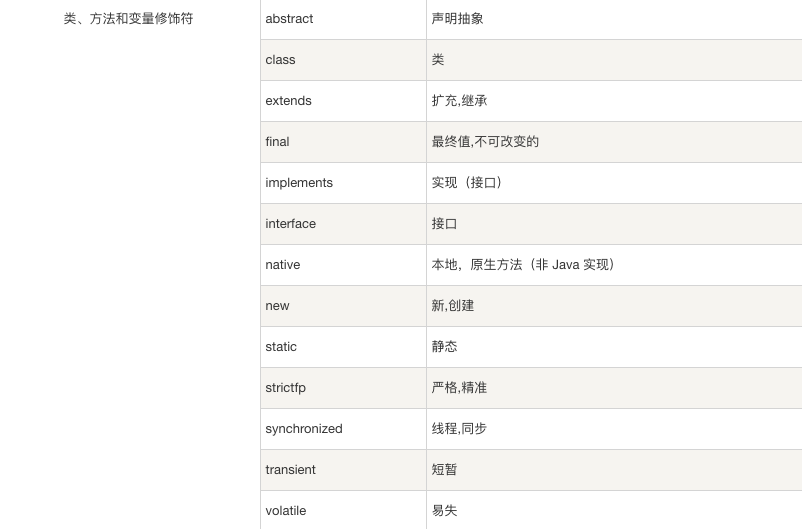 类、方法和变量修饰符 abstract 声明抽象
class 类
extends 扩充,继承
final 最终值,不可改变的
implements 实现（接口）
interface 接口
native 本地，原生方法（非 Java 实现）
new 新,创建
static 静态
strictfp 严格,精准
synchronized 线程,同步
transient 短暂
volatile 易失